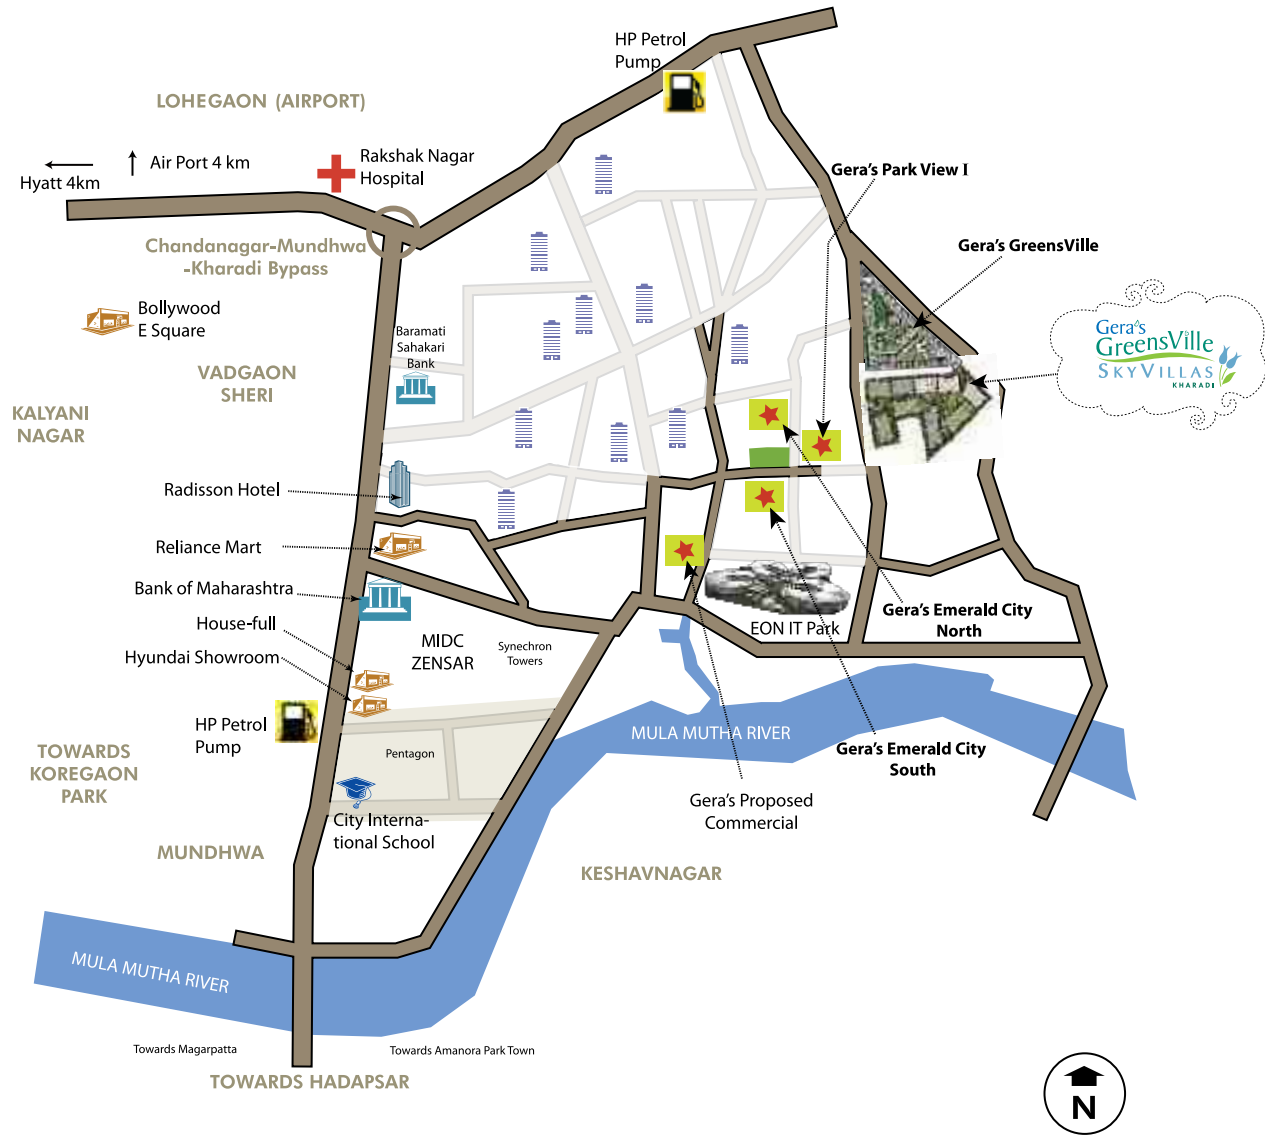 HP Petrol
Pump
LOHEGAON (AIRPORT)
Air Port 4 km
Hyatt 4km
Rakshak Nagar
Hospital
Gera's Park View I
Chandanagar-Mundhwa
-Kharadi Bypass
Gera's GreensVille
Bollywood
E Square
Baramati
Sahakari
Bank
Gera's
GreensVille
SKYVILLAS
KHARADI
VADGAON
SHERI
KALYANI
NAGAR
Radisson Hotel
Reliance Mart
Bank of Maharashtra
House-full
Hyundai Showroom
MIDC
ZENSAR
Synechron
Towers
EON IT Park
Gera's Emerald City
North
HP Petrol
Pump
MULA MUTHA RIVER
Gera's Emerald City
South
TOWARDS
KOREGAON
PARK
Pentagon
Gera's Proposed
Commercial
City Interna-
tional School
MUNDHWA
KESHAVNAGAR
MULA MUTHA RIVER
Towards Magarpatta
Towards Amanora Park Town
TOWARDS HADAPSAR
N